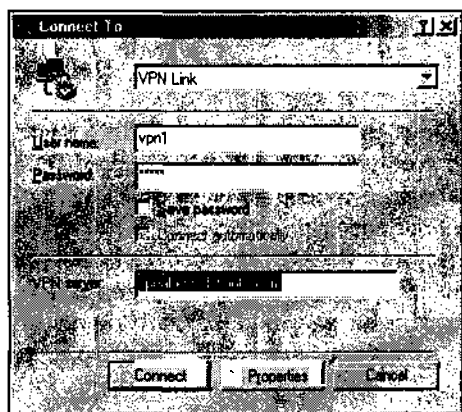 Connect To
VPN Link
User name: vpn1
Password: *****
Save password
Connect automatically
VPN server:
Connect Properties Cancel